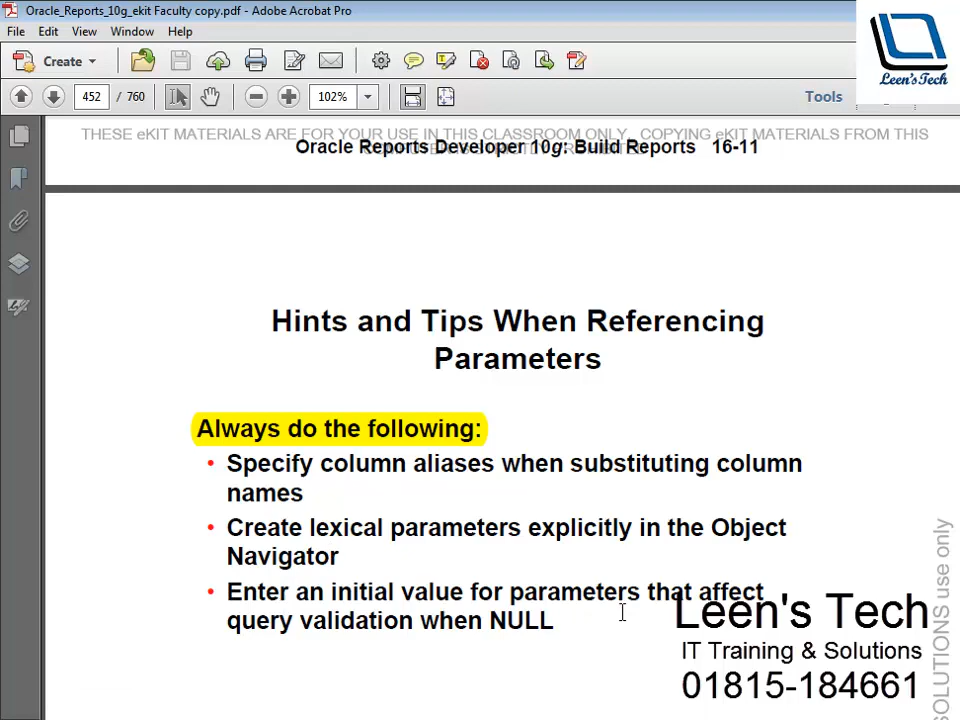 Oracle_Reports_10g_ekit Faculty copy.pdf - Adobe Acrobat Pro
File Edit View Window Help
Create
452 / 760 102% Tools
Leen'sTech
THESE eKIT MATERIALS ARE FOR YOUR USE IN THIS CLASSROOM ONLY. COPYING eKIT MATERIALS FROM THIS
Oracle Reports Developer 10g: Build Reports 16-11
Hints and Tips When Referencing
Parameters
Always do the following:
• Specify column aliases when substituting column
names
• Create lexical parameters explicitly in the Object
Navigator
• Enter an initial value for parameters that affect
query validation when NULL
Leen's Tech
IT Training & Solutions
01815-184661
SOLUTIONS use only